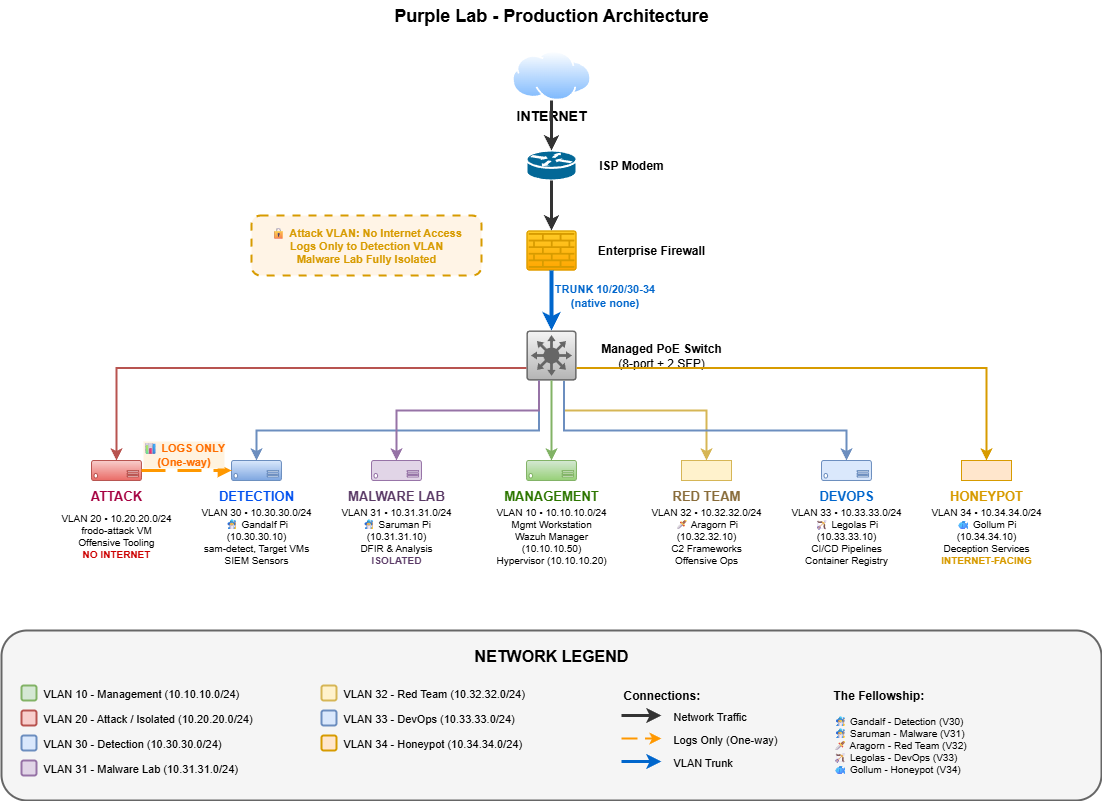 Purple Lab - Production Architecture
INTERNET
ISP Modem
Attack VLAN: No Internet Access
Logs Only to Detection VLAN
Malware Lab Fully Isolated
Enterprise Firewall
TRUNK 10/20/30-34
(native none)
Managed PoE Switch
(8-port + 2 SFP)
LOGS ONLY
(One-way)
ATTACK
VLAN 20 • 10.20.20.0/24
frodo-attack VM
Offensive Tooling
NO INTERNET
DETECTION
VLAN 30 • 10.30.30.0/24
Gandalf Pi
(10.30.30.10)
sam-detect, Target VMs
SIEM Sensors
MALWARE LAB
VLAN 31 • 10.31.31.0/24
Saruman Pi
(10.31.31.10)
DFIR & Analysis
ISOLATED
MANAGEMENT
VLAN 10 • 10.10.10.0/24
Mgmt Workstation
Wazuh Manager
(10.10.10.50)
Hypervisor (10.10.10.20)
RED TEAM
VLAN 32 • 10.32.32.0/24
Aragorn Pi
(10.32.32.10)
C2 Frameworks
Offensive Ops
DEVOPS
VLAN 33 • 10.33.33.0/24
Legolas Pi
(10.33.33.10)
CI/CD Pipelines
Container Registry
HONEYPOT
VLAN 34 • 10.34.34.0/24
Gollum Pi
(10.34.34.10)
Deception Services
INTERNET-FACING
NETWORK LEGEND
VLAN 10 - Management (10.10.10.0/24)
VLAN 20 - Attack / Isolated (10.20.20.0/24)
VLAN 30 - Detection (10.30.30.0/24)
VLAN 31 - Malware Lab (10.31.31.0/24)
VLAN 32 - Red Team (10.32.32.0/24)
VLAN 33 - DevOps (10.33.33.0/24)
VLAN 34 - Honeypot (10.34.34.0/24)
Connections:
Network Traffic
Logs Only (One-way)
VLAN Trunk
The Fellowship:
Gandalf - Detection (V30)
Saruman - Malware (V31)
Aragorn - Red Team (V32)
Legolas - DevOps (V33)
Gollum - Honeypot (V34)